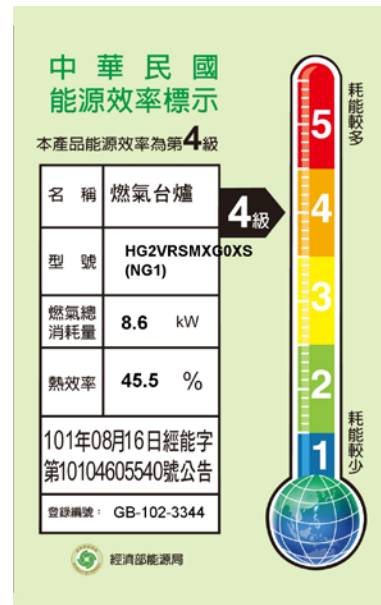 中華民國
能源效率標示
本產品能源效率為第4級
名稱 燃氣台爐
4級
型號 HG2VRSMXG0XS
(NG1)
燃氣總
消耗量 8.6 kW
熱效率 45.5 %
101年08月16日經能字
第10104605540號公告
登錄編號: GB-102-3344
經濟部能源局
耗能較多
5
4
3
2
1
耗能較少